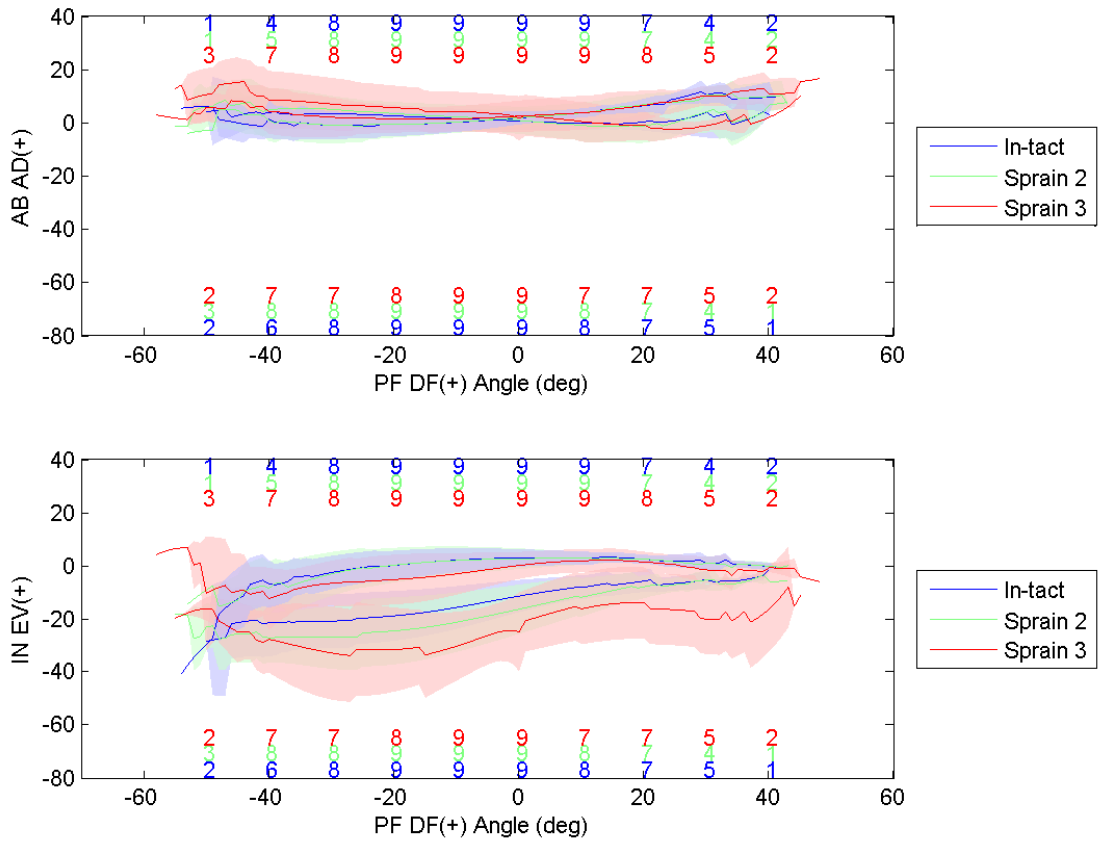 AB AD(+)
40
20
0
-20
-40
-60
-80
1 4 8 9 9 9 9 7 4 2
1 5 8 9 9 9 9 7 4 2
3 7 8 9 9 9 9 8 5 2
2 7 7 8 9 9 7 7 5 2
3 8 8 9 9 9 8 7 4 1
2 6 8 9 9 9 8 7 5 1
-60 -40 -20 0 20 40 60
PF DF(+) Angle (deg)
In-tact
Sprain 2
Sprain 3
IN EV(+)
40
20
0
-20
-40
-60
-80
1 4 8 9 9 9 9 7 4 2
1 5 8 9 9 9 9 7 4 2
3 7 8 9 9 9 9 8 5 2
2 7 7 8 9 9 7 7 5 2
3 8 8 9 9 9 8 7 4 1
2 6 8 9 9 9 8 7 5 1
-60 -40 -20 0 20 40 60
PF DF(+) Angle (deg)
In-tact
Sprain 2
Sprain 3